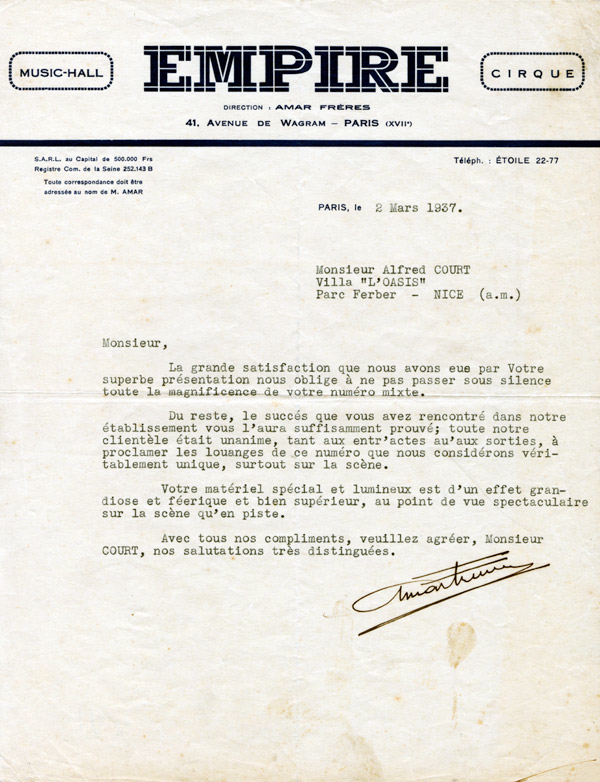 MUSIC-HALL EMPIRE CIRQUE
DIRECTION : AMAR FRÈRES
41, AVENUE DE WAGRAM – PARIS (XVIIe)
S.A.R.L. au Capital de 500.000 Frs
Registre Com. de la Seine 252.143 B
Téléph. : ÉTOILE 22-77
Toute correspondance doit être
adressée au nom de M. AMAR
PARIS, le 2 Mars 1937.
Monsieur Alfred COURT
Villa "L'OASIS"
Parc Ferber - NICE (a.m.)
Monsieur,
La grande satisfaction que nous avons eue par Votre
superbe présentation nous oblige à ne pas passer sous silence
toute la magnificence de votre numéro mixte.
Du reste, le succés que vous avez rencontré dans notre
établissement vous l'aura suffisamment prouvé; toute notre
clientèle était unanime, tant aux entr'actes au'aux sorties, à
proclamer les louanges de ce numéro que nous considérons véri-
tablement unique, surtout sur la scène.
Votre matériel spécial et lumineux est d'un effet gran-
diose et féerique et bien supérieur, au point de vue spectaculaire
sur la scène qu'en piste.
Avec tous nos compliments, veuillez agréer, Monsieur
COURT, nos salutations très distinguées.